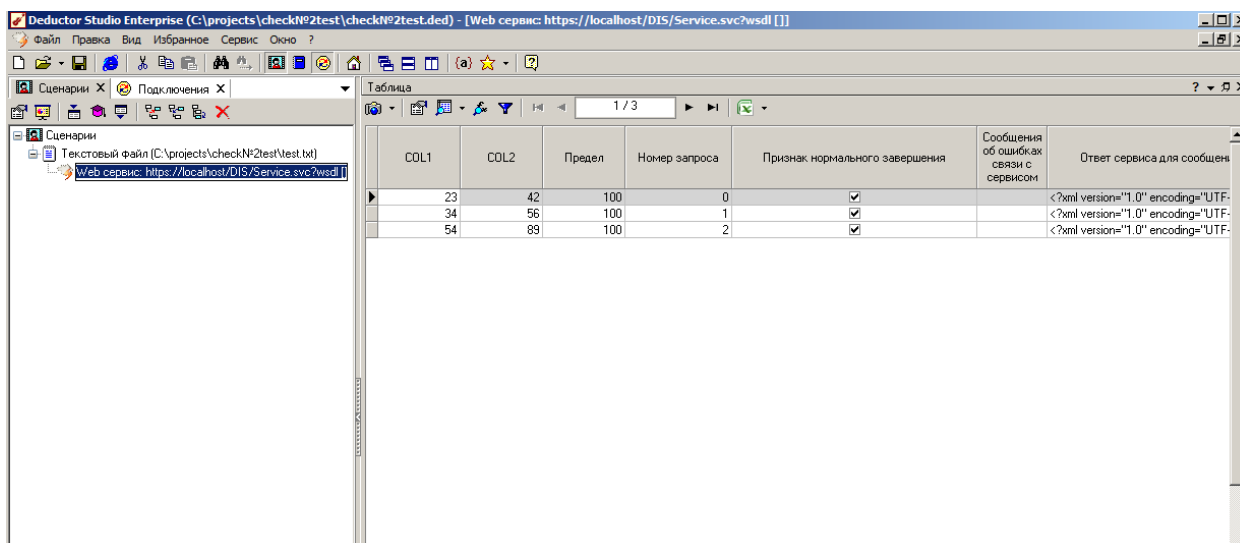 Deductor Studio Enterprise (C:\projects\check№2test\check№2test.ded) - [Web сервис: https://localhost/DIS/Service.svc?wsdl []]
Файл Правка Вид Избранное Сервис Окно ?
Сценарии X Подключения X
Таблица
1 / 3
Сценарии
Текстовый файл (C:\projects\check№2test\test.txt)
Web сервис: https://localhost/DIS/Service.svc?wsdl []
COL1 COL2 Предел Номер запроса Признак нормального завершения Сообщения об ошибках связи с сервисом Ответ сервиса для сообщени
23 42 100 0 <?xml version="1.0" encoding="UTF-
34 56 100 1 <?xml version="1.0" encoding="UTF-
54 89 100 2 <?xml version="1.0" encoding="UTF-